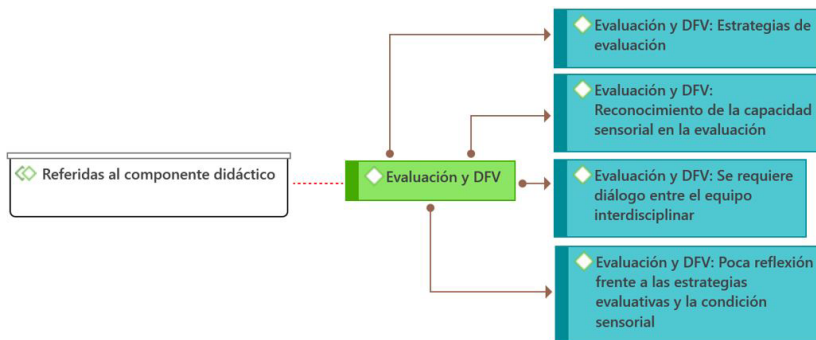 Evaluación y DFV: Estrategias de
evaluación
Evaluación y DFV:
Reconocimiento de la capacidad
sensorial en la evaluación
Referidas al componente didáctico
Evaluación y DFV
Evaluación y DFV: Se requiere
diálogo entre el equipo
interdisciplinar
Evaluación y DFV: Poca reflexión
frente a las estrategias
evaluativas y la condición
sensorial